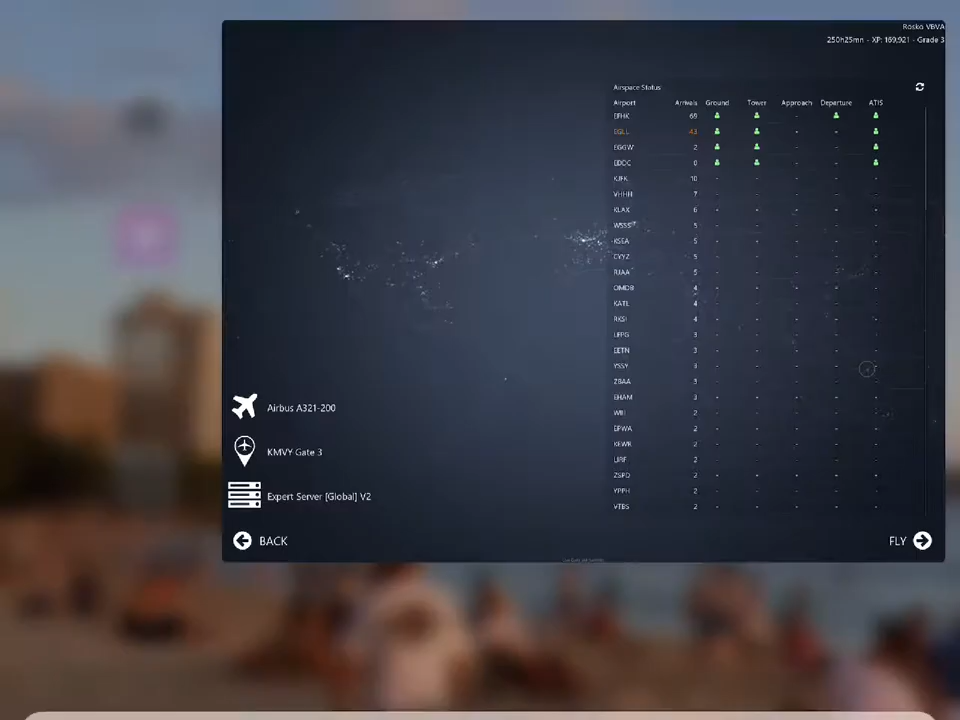 Rosko VBVA
250h25mn - XP: 169,921 - Grade 3
Airspace Status
Airport Arrivals Ground Tower Approach Departure ATIS
EFHK 69 - 
EGLL 43 - -
EGGW 2 - -
EDDC 0 - -
KJFK 10 - - - - -
VHHH 7 - - - - -
KLAX 6 - - - - -
WSSS 5 - - - - -
KSEA 5 - - - - -
CYYZ 5 - - - - -
RJAA 5 - - - - -
OMDB 4 - - - - -
KATL 4 - - - - -
RKSI 4 - - - - -
LFPG 3 - - - - -
EETN 3 - - - - -
YSSY 3 - - - - -
ZBAA 3 - - - - -
EHAM 3 - - - - -
WIII 2 - - - - -
EPWA 2 - - - - -
KEWR 2 - - - - -
LIRF 2 - - - - -
ZSPD 2 - - - - -
YPPH 2 - - - - -
VTBS 2 - - - - -
Airbus A321-200
KMVY Gate 3
Expert Server [Global] V2
BACK
FLY